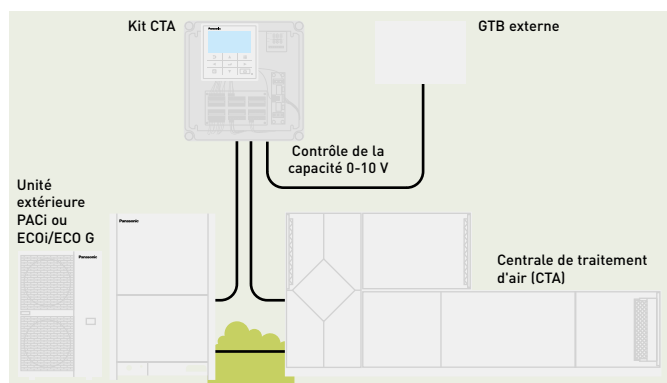 Kit CTA
GTB externe
Panasonic
Contrôle de la
capacité 0-10 V
Unité
extérieure
PACi ou
ECOi/ECO G
Panasonic
Panasonic
Centrale de traitement
d'air (CTA)